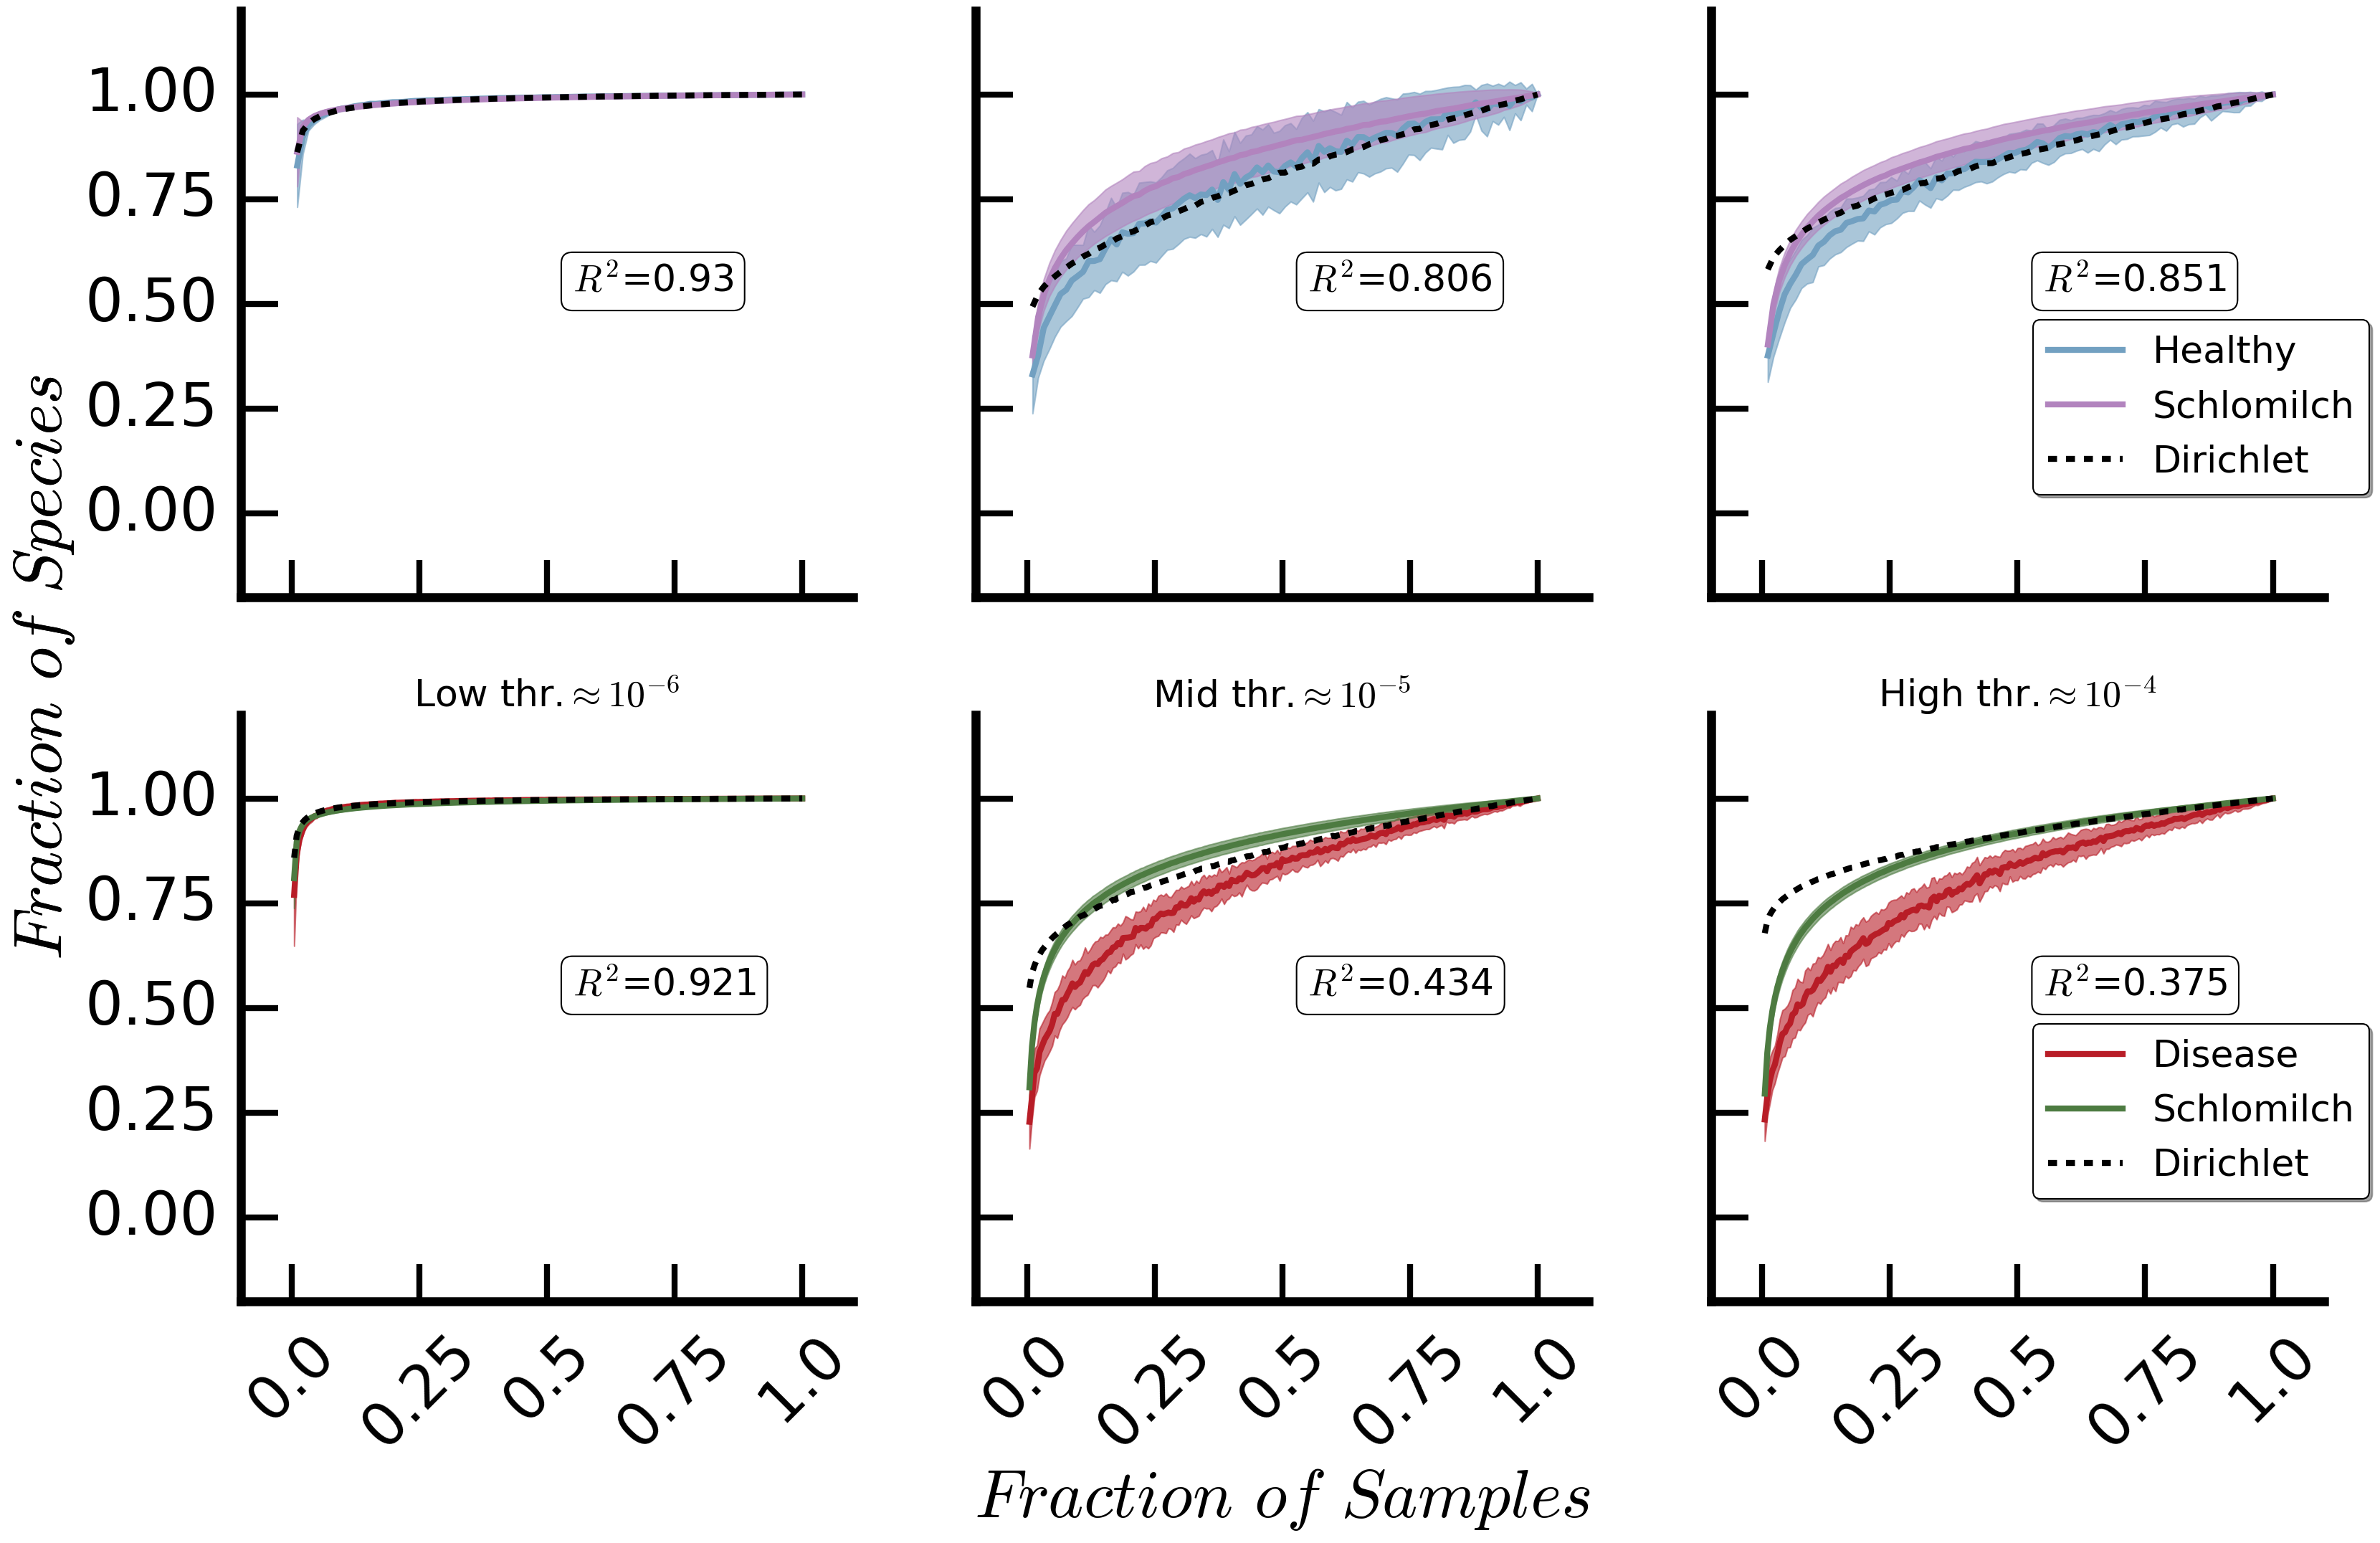 1.00
0.75
0.50
0.25
0.00
R²=0.93
R²=0.806
R²=0.851
Healthy
Schlomilch
Dirichlet
Fraction of Species
Low thr.≈10⁻⁶
Mid thr.≈10⁻⁵
High thr.≈10⁻⁴
1.00
0.75
0.50
0.25
0.00
R²=0.921
R²=0.434
R²=0.375
Disease
Schlomilch
Dirichlet
0.0 0.25 0.5 0.75 1.0
0.0 0.25 0.5 0.75 1.0
0.0 0.25 0.5 0.75 1.0
Fraction of Samples